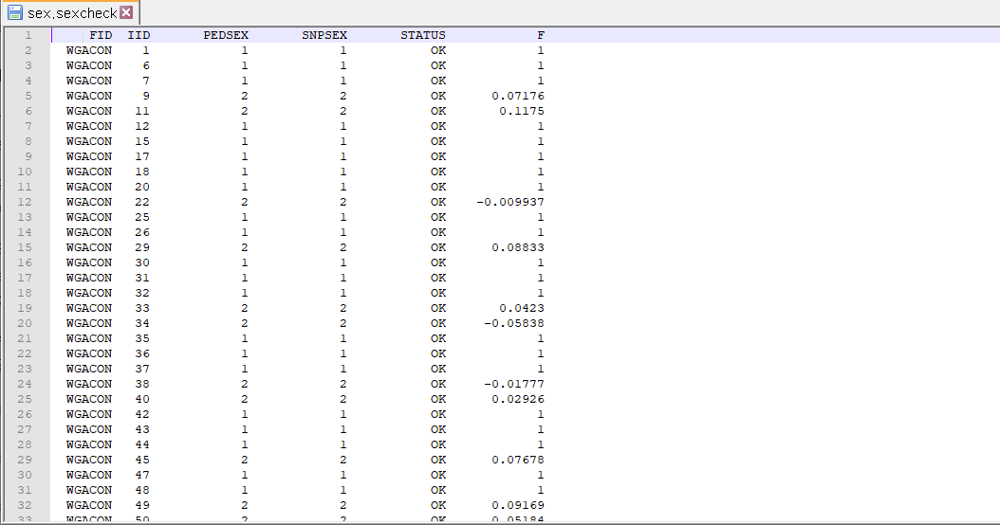 sex.sexcheck
1 FID IID PEDSEX SNPSEX STATUS F
2 WGACON 1 1 1 OK 1
3 WGACON 6 1 1 OK 1
4 WGACON 7 1 1 OK 1
5 WGACON 9 2 2 OK 0.07176
6 WGACON 11 2 2 OK 0.1175
7 WGACON 12 1 1 OK 1
8 WGACON 15 1 1 OK 1
9 WGACON 17 1 1 OK 1
10 WGACON 18 1 1 OK 1
11 WGACON 20 1 1 OK 1
12 WGACON 22 2 2 OK -0.009937
13 WGACON 25 1 1 OK 1
14 WGACON 26 1 1 OK 1
15 WGACON 29 2 2 OK 0.08833
16 WGACON 30 1 1 OK 1
17 WGACON 31 1 1 OK 1
18 WGACON 32 1 1 OK 1
19 WGACON 33 2 2 OK 0.0423
20 WGACON 34 2 2 OK -0.05838
21 WGACON 35 1 1 OK 1
22 WGACON 36 1 1 OK 1
23 WGACON 37 1 1 OK 1
24 WGACON 38 2 2 OK -0.01777
25 WGACON 40 2 2 OK 0.02926
26 WGACON 42 1 1 OK 1
27 WGACON 43 1 1 OK 1
28 WGACON 44 1 1 OK 1
29 WGACON 45 2 2 OK 0.07678
30 WGACON 47 1 1 OK 1
31 WGACON 48 1 1 OK 1
32 WGACON 49 2 2 OK 0.09169
33 WGACON 50 2 2 OK 0.05184